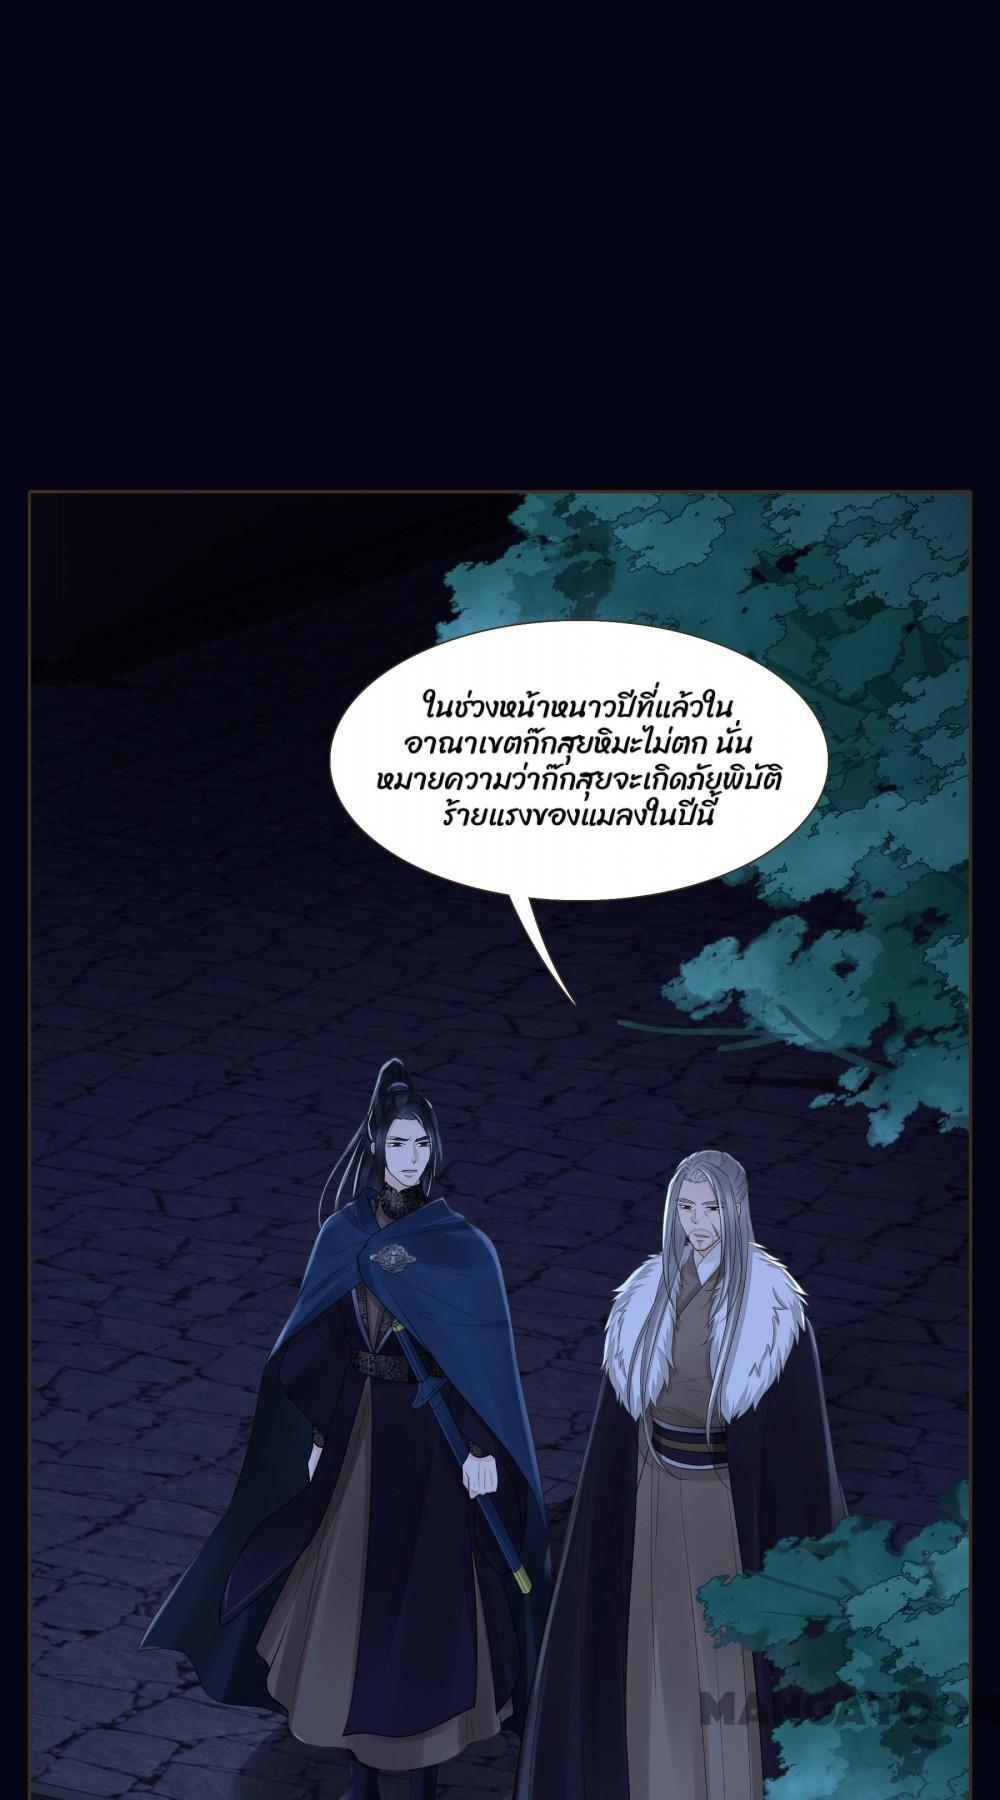 ในช่วงหน้าหนาวปีที่แล้วใน
อาณาเขตก๊กสุยหิมะไม่ตก นั่น
หมายความว่าก๊กสุยจะเกิดภัยพิบัติ
ร้ายแรงของแมลงในปีนี้
MANGATOON